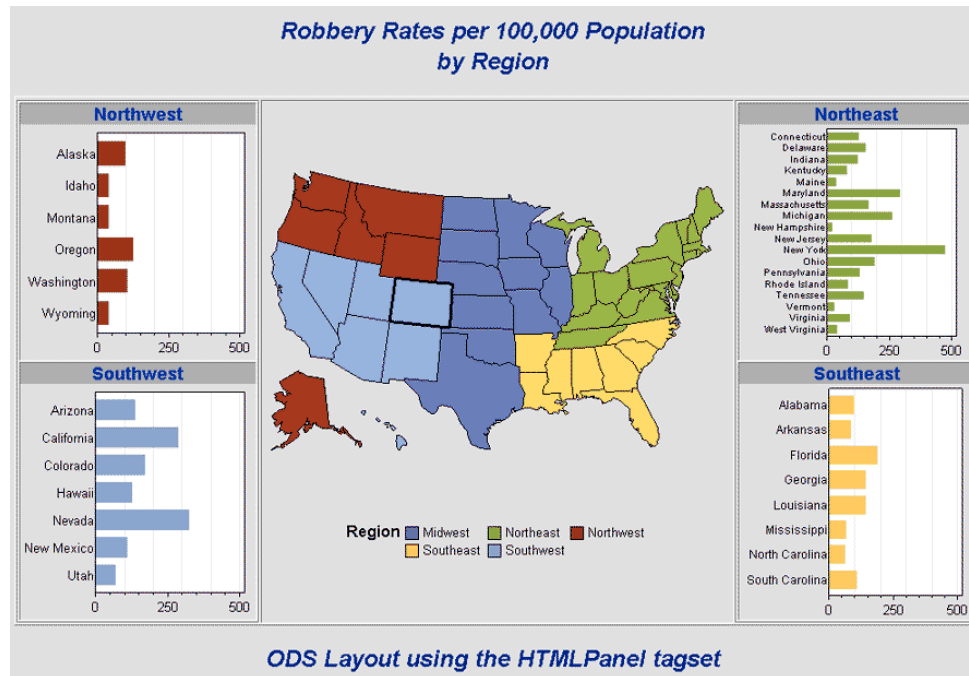 Robbery Rates per 100,000 Population
by Region
Northwest
Alaska
Idaho
Montana
Oregon
Washington
Wyoming
0 250 500
Southwest
Arizona
California
Colorado
Hawaii
Nevada
New Mexico
Utah
0 250 500
Region Midwest Northeast Northwest
Southeast Southwest
Northeast
Connecticut
Delaware
Indiana
Kentucky
Maine
Maryland
Massachusetts
Michigan
New Hampshire
New Jersey
New York
Ohio
Pennsylvania
Rhode Island
Tennessee
Vermont
Virginia
West Virginia
0 250 500
Southeast
Alabama
Arkansas
Florida
Georgia
Louisiana
Mississippi
North Carolina
South Carolina
0 250 500
ODS Layout using the HTMLPanel tagset